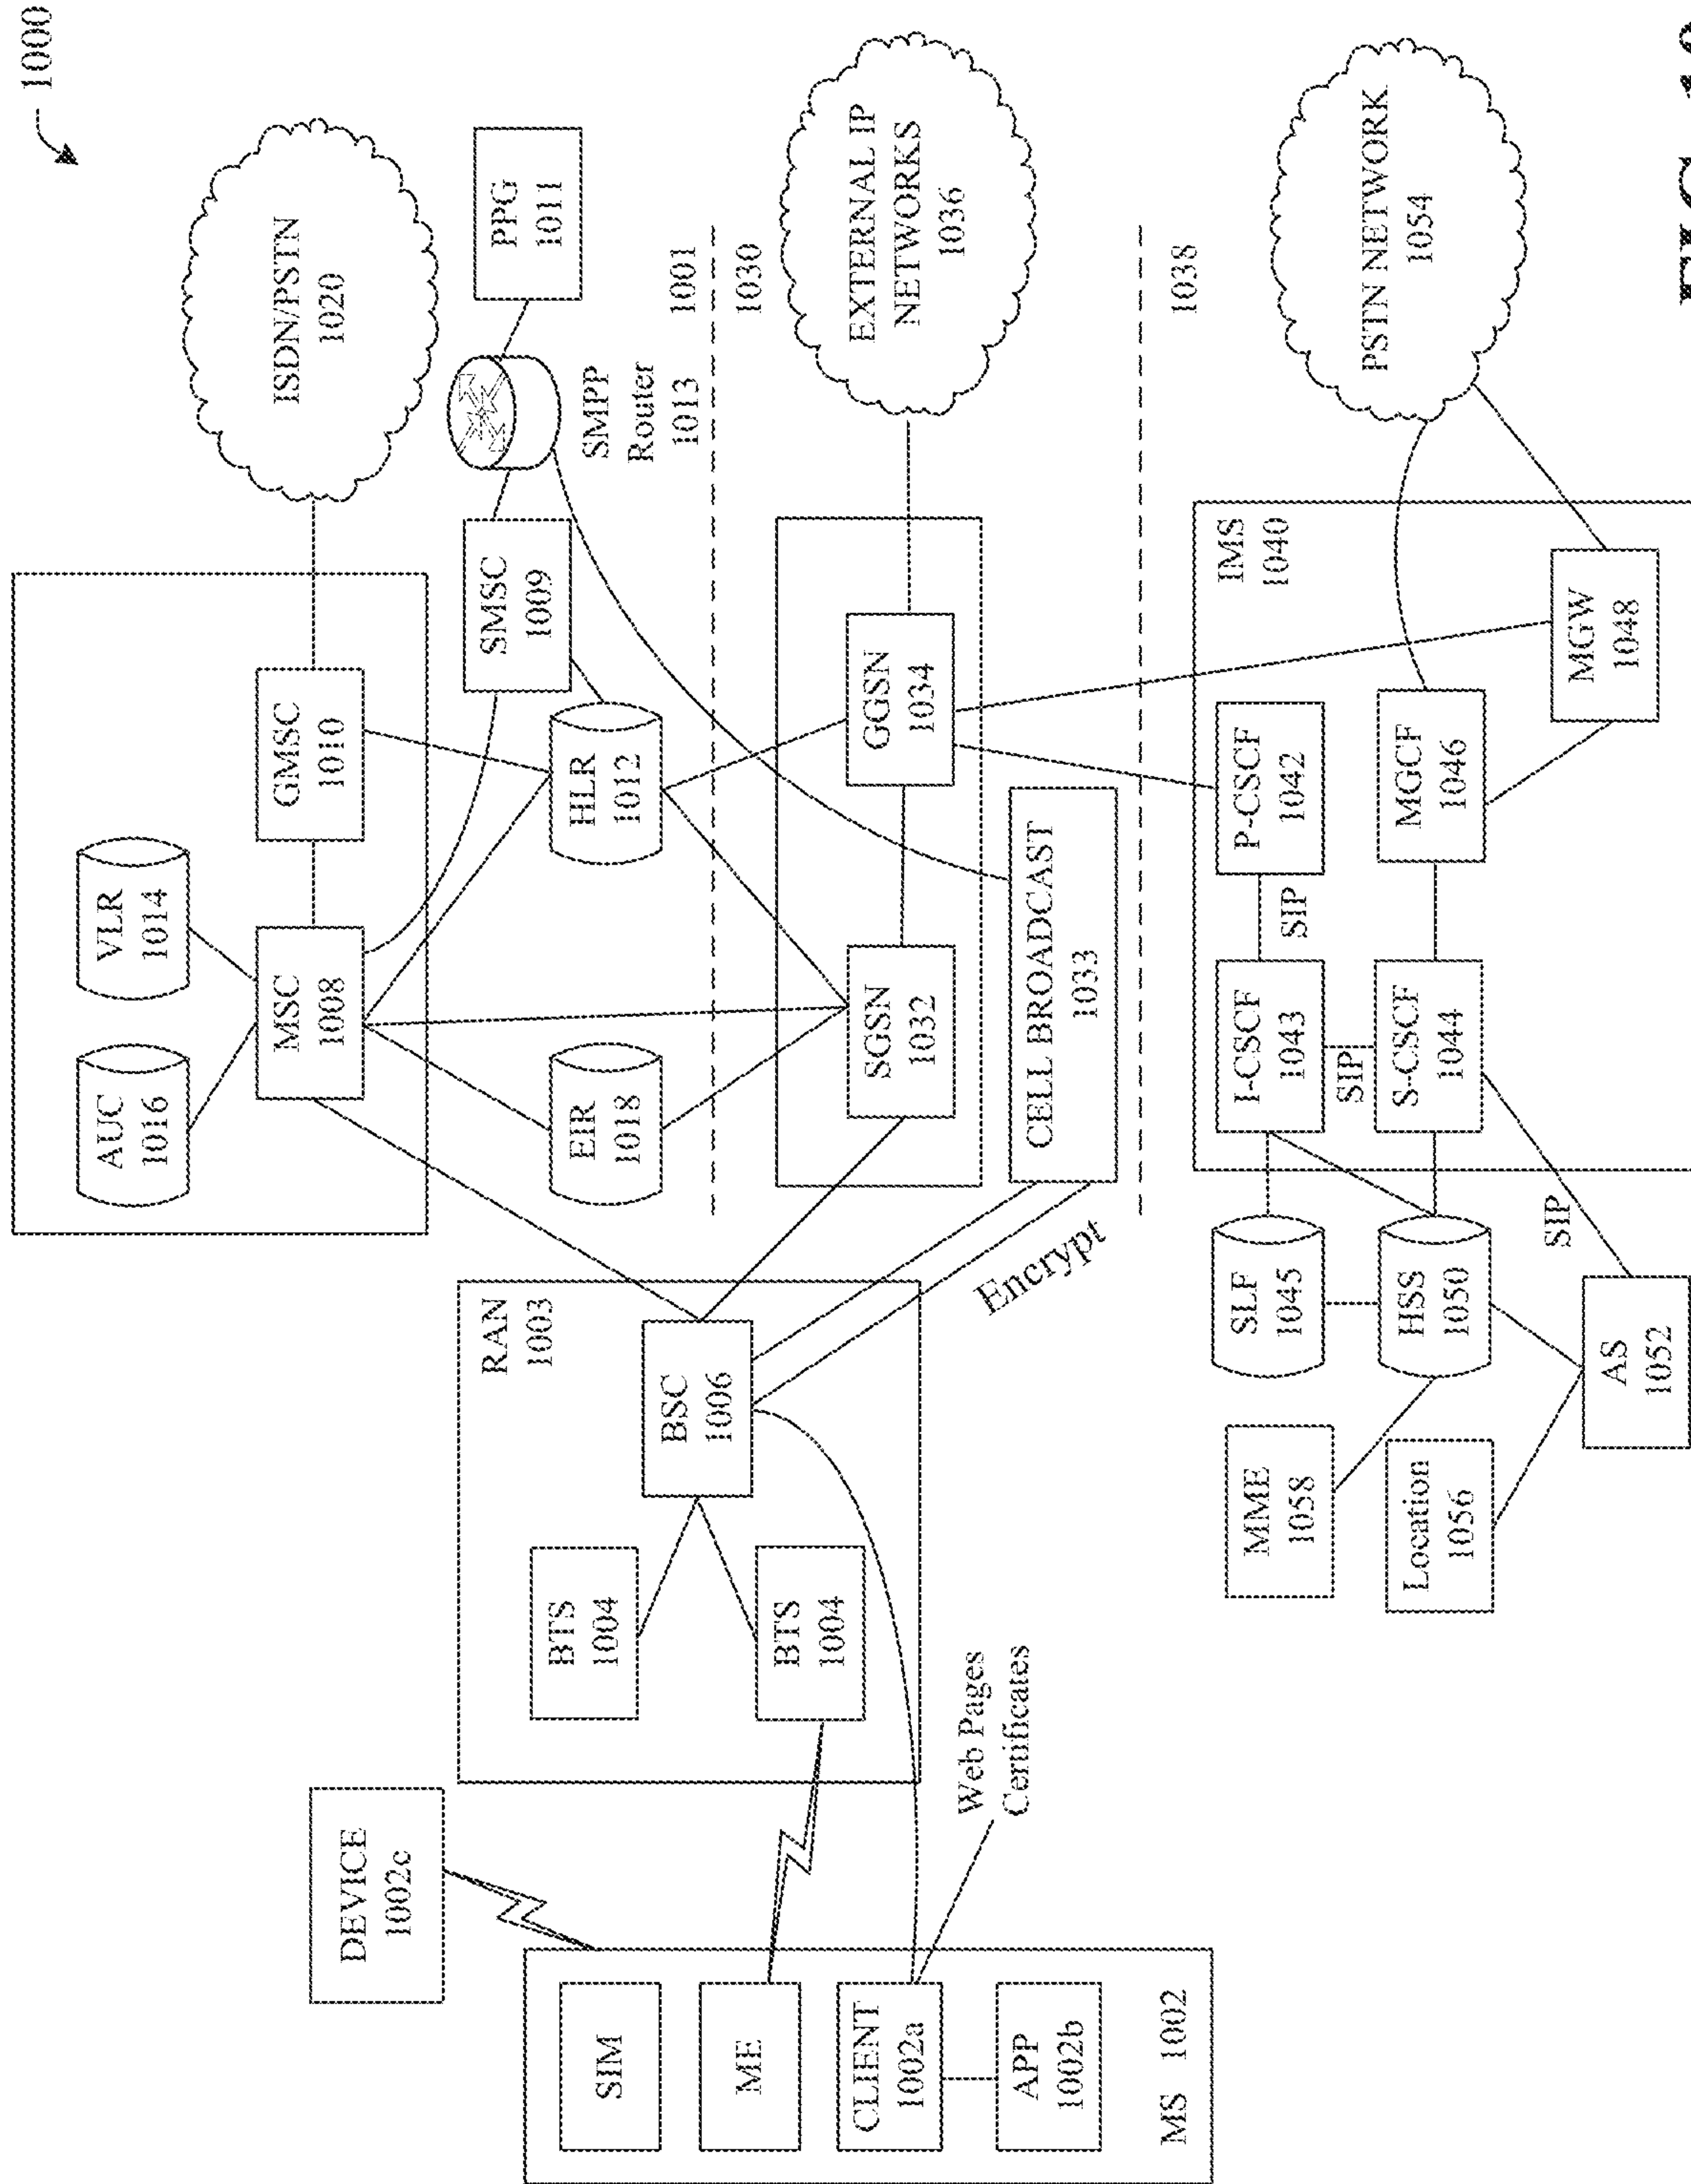 1000
ISDN/PSTN
1020
PPG
1011
SMPP
Router
1013
1001
1030
EXTERNAL IP
NETWORKS
1036
1038
PSTN NETWORK
1054
VLR
1014
AUC
1016
MSC
1008
GMSC
1010
SMSC
1009
HLR
1012
EIR
1018
SGSN
1032
GGSN
1034
CELL BROADCAST
1033
Encrypt
IMS
1040
P-CSCF
1042
SIP
I-CSCF
1043
SIP
S-CSCF
1044
MGCF
1046
MGW
1048
SLF
1045
HSS
1050
SIP
AS
1052
MME
1058
Location
1056
RAN
1003
BSC
1006
BTS
1004
BTS
1004
DEVICE
1002c
SIM
ME
CLIENT
1002a
APP
1002b
MS 1002
Web Pages
Certificates